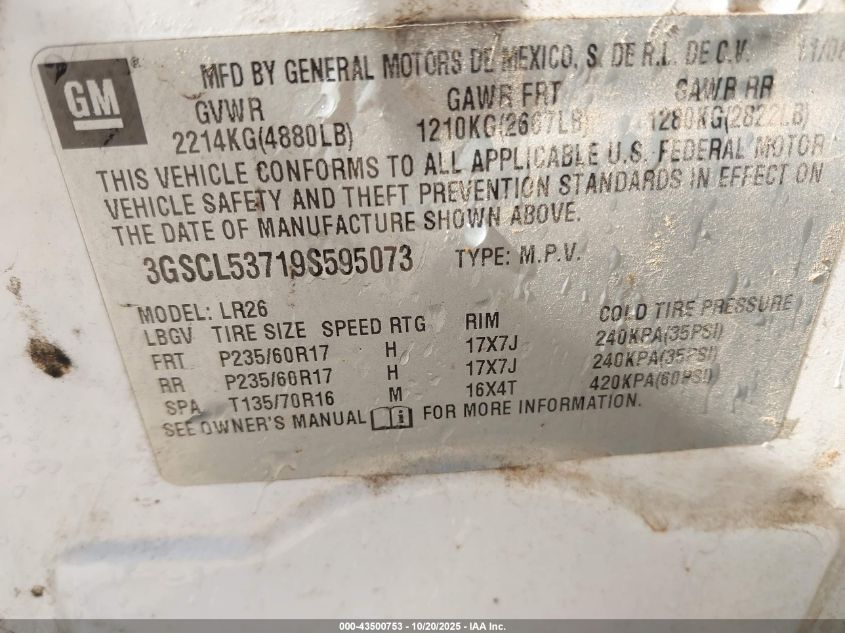 GM ® MFD BY GENERAL MOTORS DE MEXICO, S. DE R.L. DE C.V. 11/08
GVWR GAWR FRT GAWR RR
2214KG(4880LB) 1210KG(2667LB) 1280KG(2822LB)
THIS VEHICLE CONFORMS TO ALL APPLICABLE U.S. FEDERAL MOTOR
VEHICLE SAFETY AND THEFT PREVENTION STANDARDS IN EFFECT ON
THE DATE OF MANUFACTURE SHOWN ABOVE.
3GSCL53719S595073 TYPE: M.P.V.
MODEL: LR26
LBGV TIRE SIZE SPEED RTG RIM COLD TIRE PRESSURE
FRT P235/60R17 H 17X7J 240KPA(35PSI)
RR P235/60R17 H 17X7J 240KPA(35PSI)
SPA T135/70R16 M 16X4T 420KPA(60PSI)
SEE OWNER'S MANUAL i FOR MORE INFORMATION.
000-43500753 - 10/20/2025 - IAA Inc.